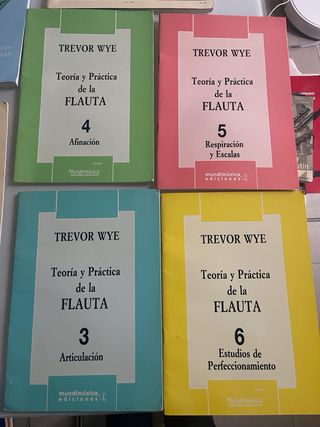 TREVOR WYE
Teoría y Práctica
de la
FLAUTA
4
Afinación
Mundimúsica
TREVOR WYE
Teoría y Práctica
de la
FLAUTA
5
Respiración
y Escalas
mundimúsica
ediciones
TREVOR WYE
Teoría y Práctica
de la
FLAUTA
3
Articulación
mundimúsica
ediciones
TREVOR WYE
Teoría y Práctica
de la
FLAUTA
6
Estudios de
Perfeccionamiento
Mundimúsica